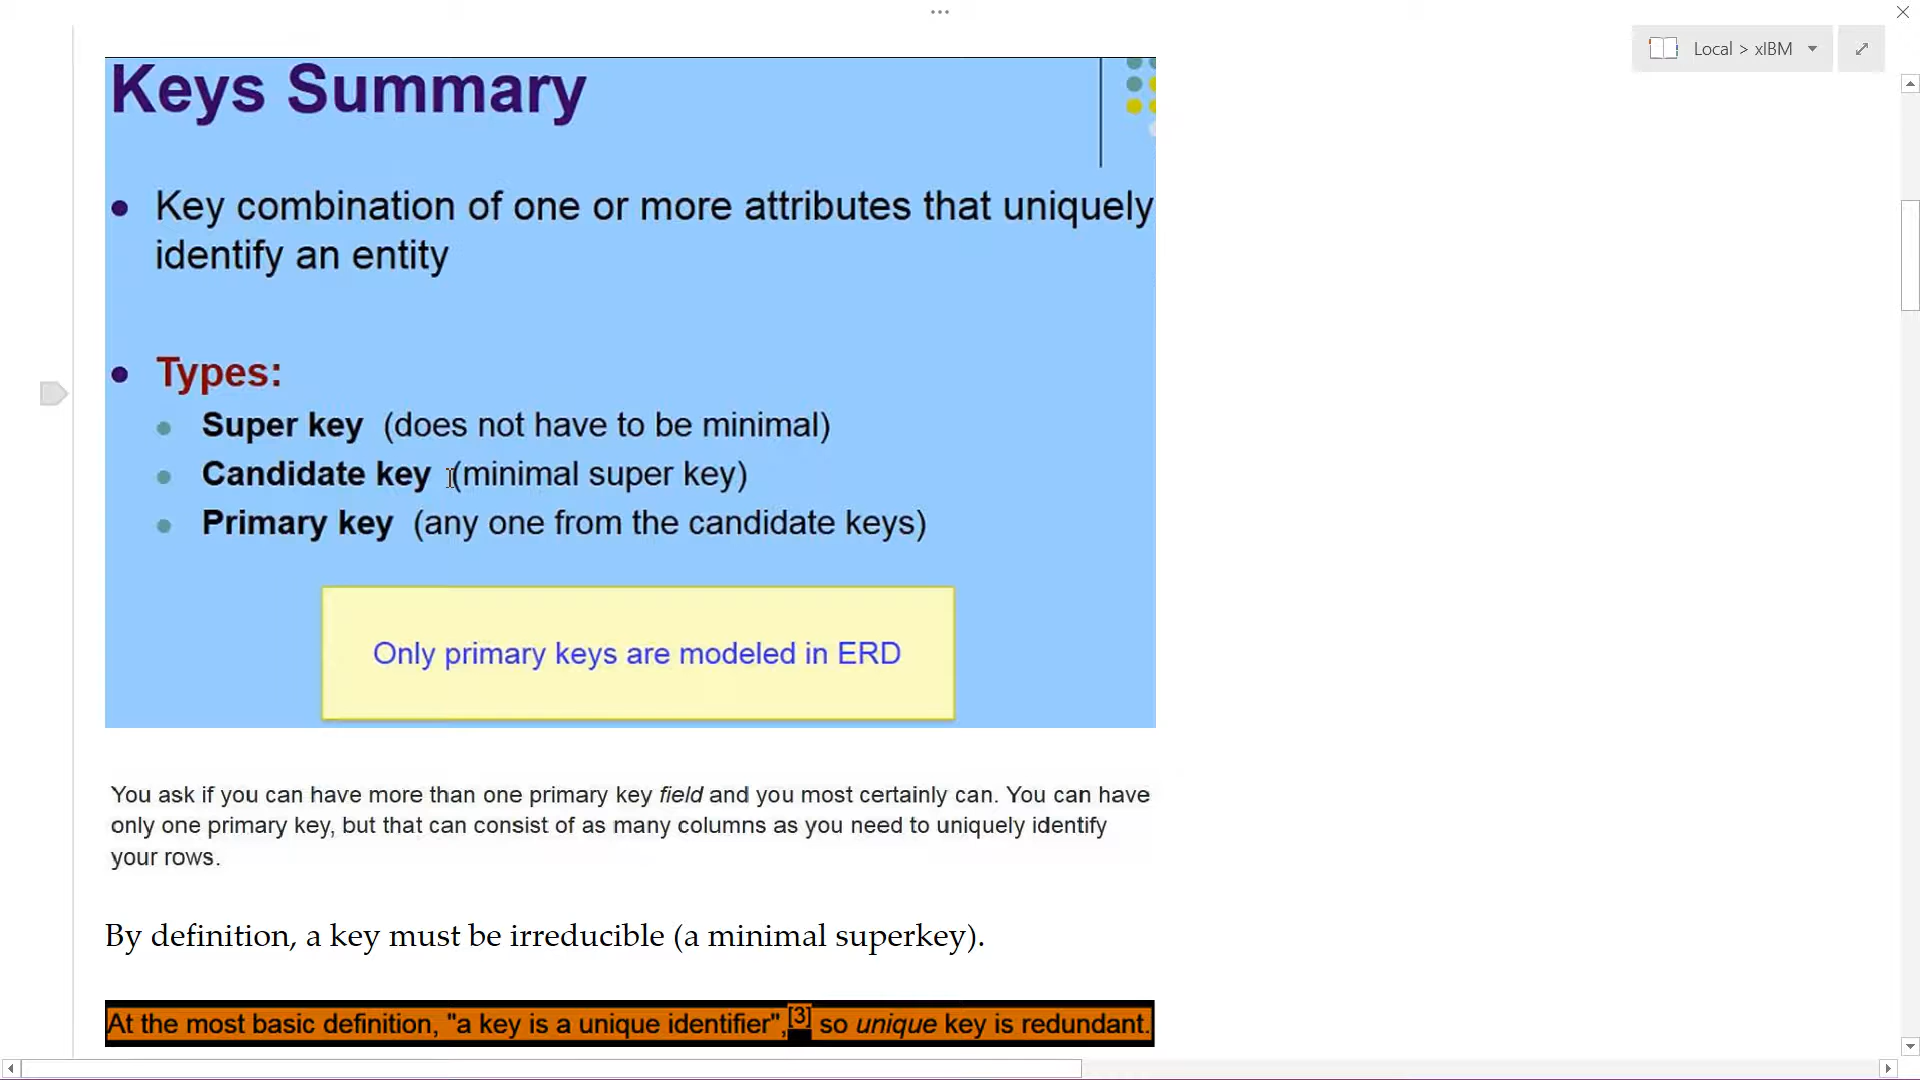 ...
Local > xIBM
Keys Summary
Key combination of one or more attributes that uniquely
identify an entity
Types:
Super key (does not have to be minimal)
Candidate key (minimal super key)
Primary key (any one from the candidate keys)
Only primary keys are modeled in ERD
You ask if you can have more than one primary key field and you most certainly can. You can have
only one primary key, but that can consist of as many columns as you need to uniquely identify
your rows.
By definition, a key must be irreducible (a minimal superkey).
At the most basic definition, "a key is a unique identifier",[3] so unique key is redundant.